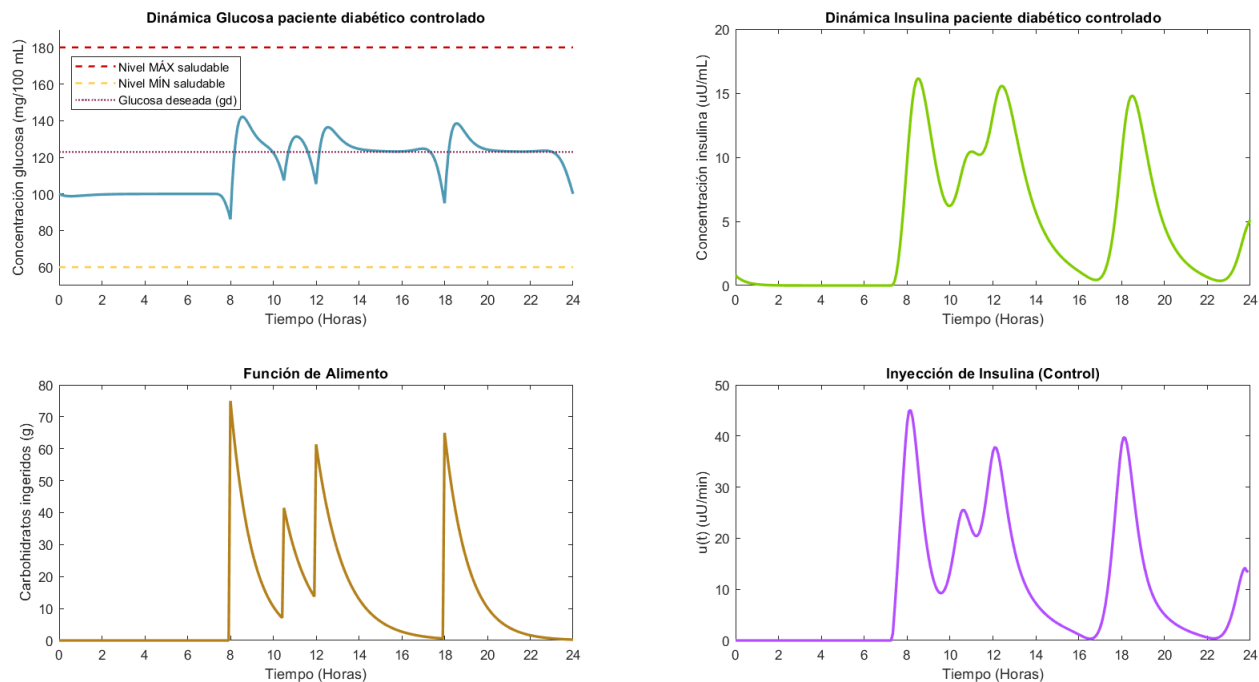 Dinámica Glucosa paciente diabético controlado
Concentración glucosa (mg/100 mL)
180
160
140
120
100
80
60
Nivel MÁX saludable
Nivel MÍN saludable
Glucosa deseada (gd)
0 2 4 6 8 10 12 14 16 18 20 22 24
Tiempo (Horas)
Dinámica Insulina paciente diabético controlado
Concentración insulina (uU/mL)
20
15
10
5
0
0 2 4 6 8 10 12 14 16 18 20 22 24
Tiempo (Horas)
Función de Alimento
Carbohidratos ingeridos (g)
80
70
60
50
40
30
20
10
0
0 2 4 6 8 10 12 14 16 18 20 22 24
Tiempo (Horas)
Inyección de Insulina (Control)
u(t) (uU/min)
50
40
30
20
10
0
0 2 4 6 8 10 12 14 16 18 20 22 24
Tiempo (Horas)